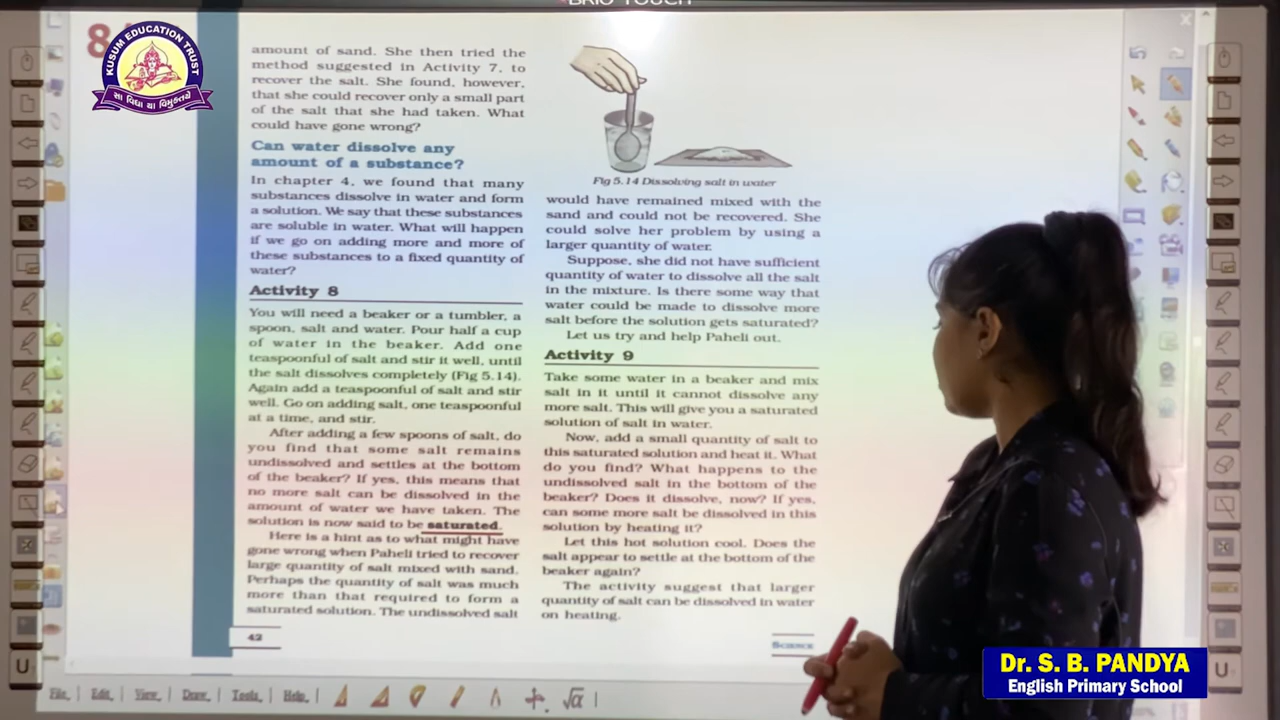 BRIO TOUCH
8
KUSUM EDUCATION TRUST
સા વિદ્યા યા વિમુક્તયે
amount of sand. She then tried the
method suggested in Activity 7, to
recover the salt. She found, however,
that she could recover only a small part
of the salt that she had taken. What
could have gone wrong?
Can water dissolve any
amount of a substance?
In chapter 4, we found that many
substances dissolve in water and form
a solution. We say that these substances
are soluble in water. What will happen
if we go on adding more and more of
these substances to a fixed quantity of
water?
Activity 8
You will need a beaker or a tumbler, a
spoon, salt and water. Pour half a cup
of water in the beaker. Add one
teaspoonful of salt and stir it well, until
the salt dissolves completely (Fig 5.14).
Again add a teaspoonful of salt and stir
well. Go on adding salt, one teaspoonful
at a time, and stir.
After adding a few spoons of salt, do
you find that some salt remains
undissolved and settles at the bottom
of the beaker? If yes, this means that
no more salt can be dissolved in the
amount of water we have taken. The
solution is now said to be saturated.
Here is a hint as to what might have
gone wrong when Paheli tried to recover
large quantity of salt mixed with sand.
Perhaps the quantity of salt was much
more than that required to form a
saturated solution. The undissolved salt
42
Fig 5.14 Dissolving salt in water
would have remained mixed with the
sand and could not be recovered. She
could solve her problem by using a
larger quantity of water.
Suppose, she did not have sufficient
quantity of water to dissolve all the salt
in the mixture. Is there some way that
water could be made to dissolve more
salt before the solution gets saturated?
Let us try and help Paheli out.
Activity 9
Take some water in a beaker and mix
salt in it until it cannot dissolve any
more salt. This will give you a saturated
solution of salt in water.
Now, add a small quantity of salt to
this saturated solution and heat it. What
do you find? What happens to the
undissolved salt in the bottom of the
beaker? Does it dissolve, now? If yes,
can some more salt be dissolved in this
solution by heating it?
Let this hot solution cool. Does the
salt appear to settle at the bottom of the
beaker again?
The activity suggest that larger
quantity of salt can be dissolved in water
on heating.
SCIENCE
File Edit View Draw Tools Help
√α
U
U
Dr. S. B. PANDYA
English Primary School